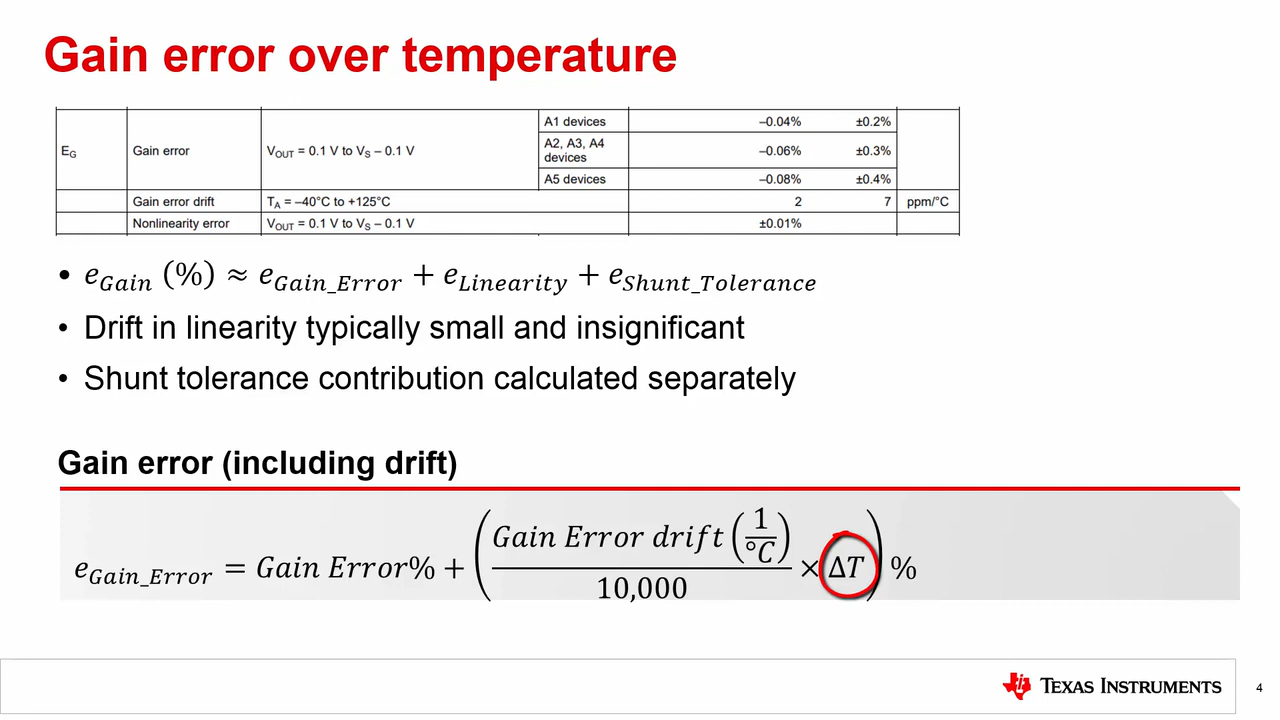 Gain error over temperature
E_G Gain error V_OUT = 0.1 V to V_S – 0.1 V A1 devices –0.04% ±0.2%
A2, A3, A4 devices –0.06% ±0.3%
A5 devices –0.08% ±0.4%
Gain error drift T_A = –40°C to +125°C 2 7 ppm/°C
Nonlinearity error V_OUT = 0.1 V to V_S – 0.1 V ±0.01%
• e_Gain (%) ≈ e_Gain_Error + e_Linearity + e_Shunt_Tolerance
• Drift in linearity typically small and insignificant
• Shunt tolerance contribution calculated separately
Gain error (including drift)
e_Gain_Error = Gain Error% + (Gain Error drift (1/°C) / 10,000 × ΔT) %
TEXAS INSTRUMENTS
4